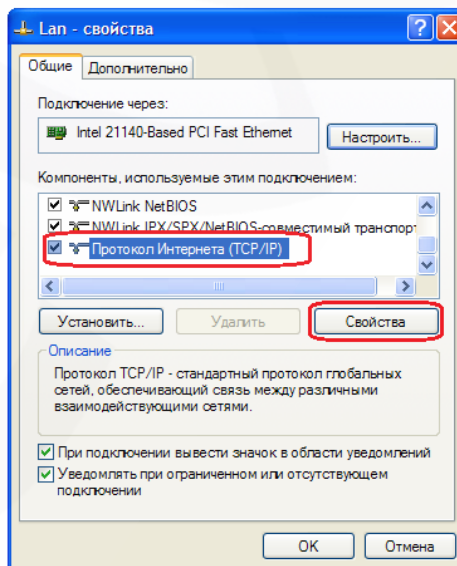 Lan - свойства
Общие Дополнительно
Подключение через:
Intel 21140-Based PCI Fast Ethernet Настроить...
Компоненты, используемые этим подключением:
NWLink NetBIOS
NWLink IPX/SPX/NetBIOS-совместимый транспорт
Протокол Интернета (TCP/IP)
Установить... Удалить Свойства
Описание
Протокол TCP/IP - стандартный протокол глобальных
сетей, обеспечивающий связь между различными
взаимодействующими сетями.
При подключении вывести значок в области уведомлений
Уведомлять при ограниченном или отсутствующем
подключении
OK Отмена